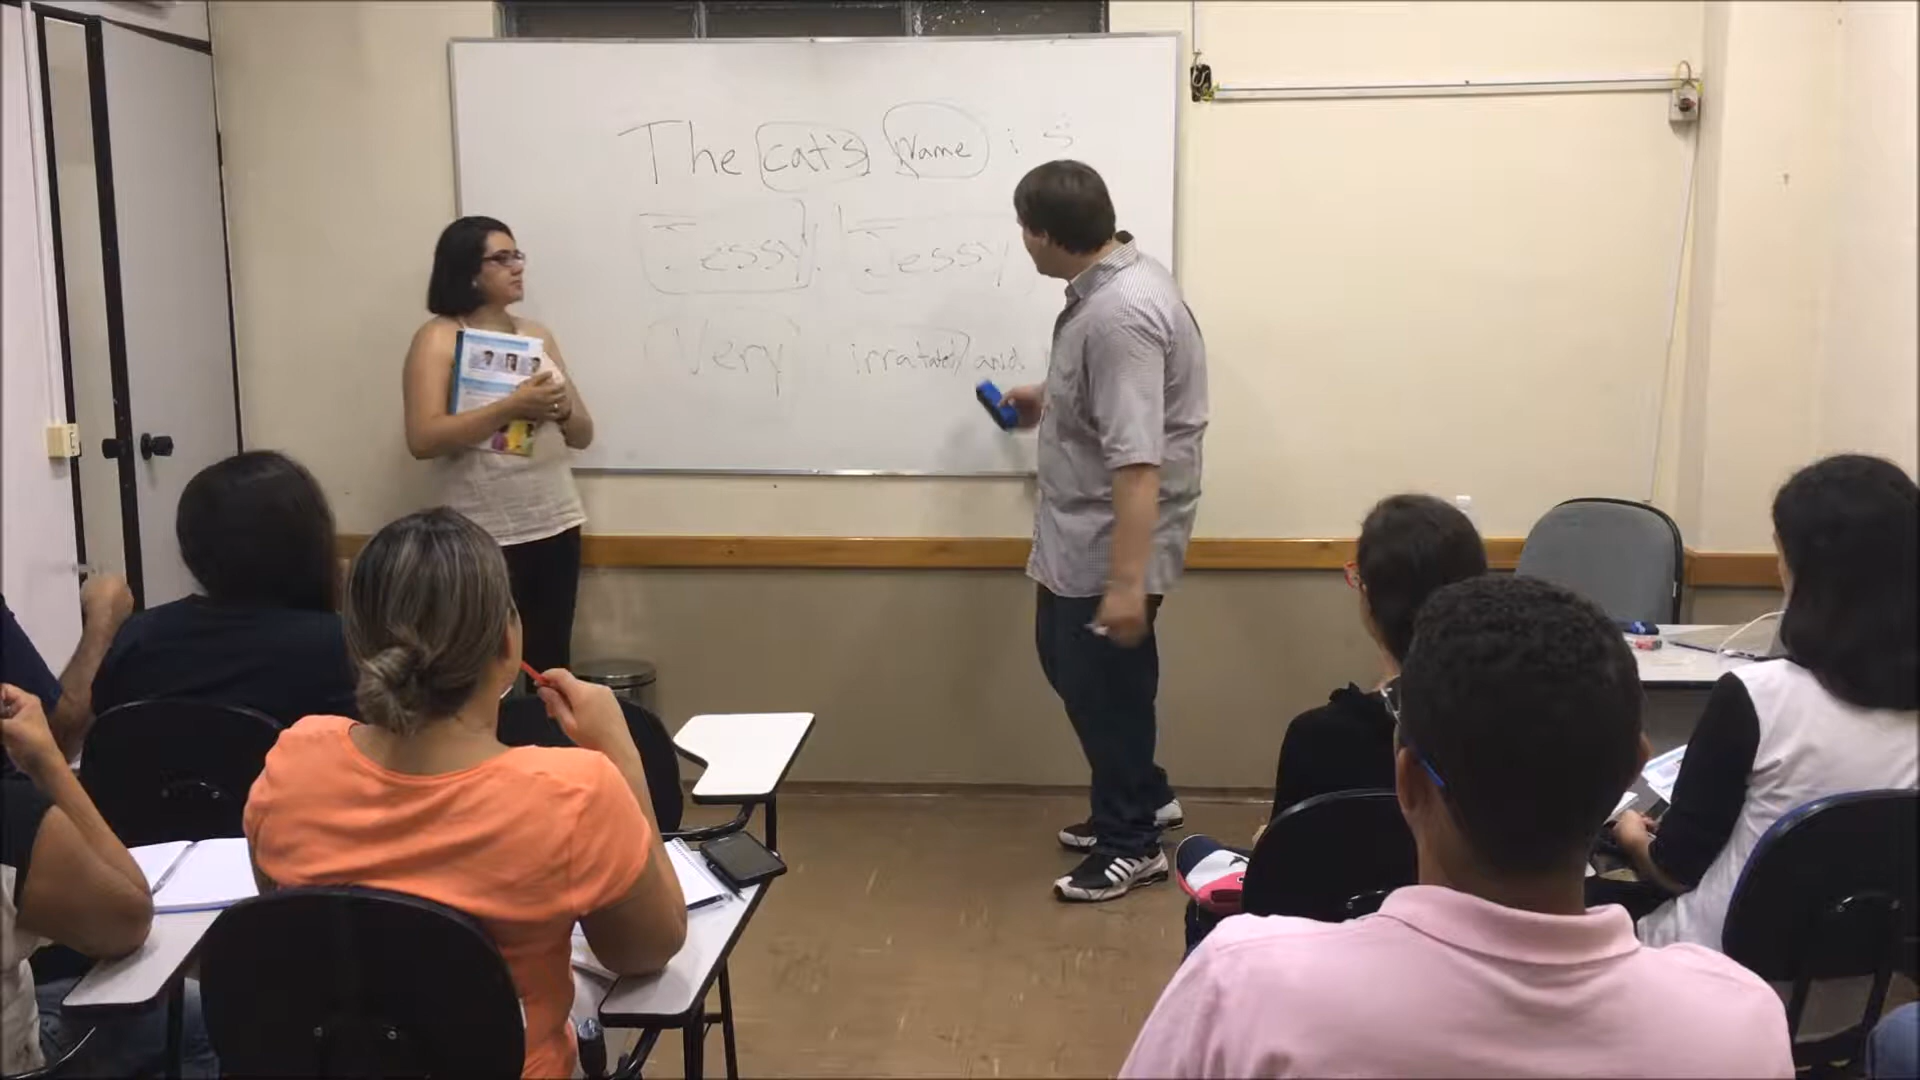 The cat's Name is
Jessy. Jessy
Very irratated and